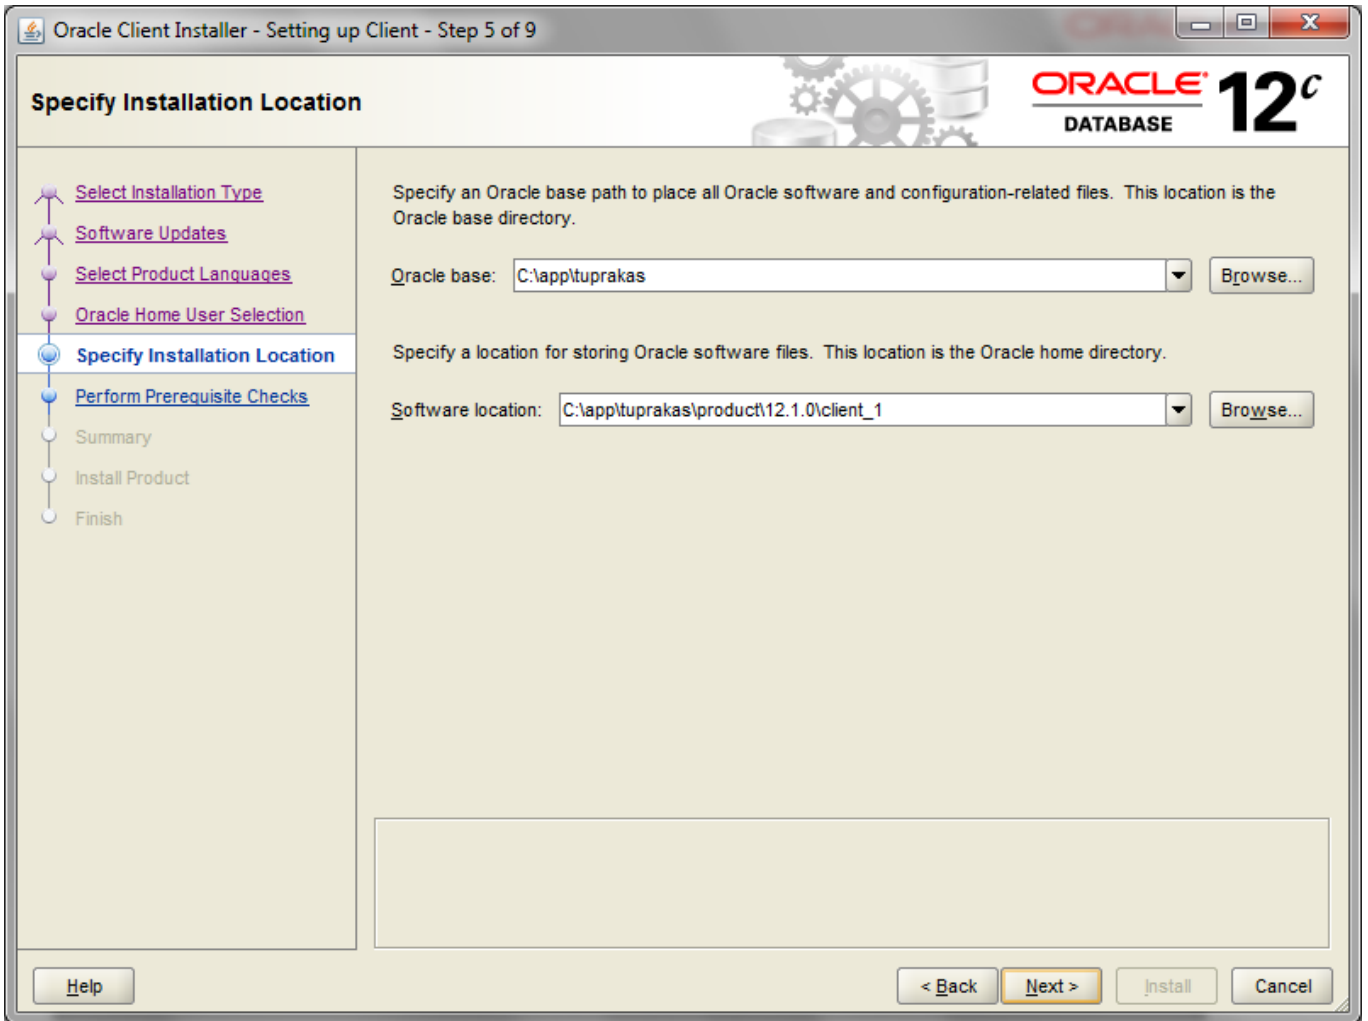 Oracle Client Installer - Setting up Client - Step 5 of 9
Specify Installation Location
ORACLE
DATABASE
12c
Select Installation Type
Software Updates
Select Product Languages
Oracle Home User Selection
Specify Installation Location
Perform Prerequisite Checks
Summary
Install Product
Finish
Specify an Oracle base path to place all Oracle software and configuration-related files. This location is the
Oracle base directory.
Oracle base: C:\app\tuprakas Browse...
Specify a location for storing Oracle software files. This location is the Oracle home directory.
Software location: C:\app\tuprakas\product\12.1.0\client_1 Browse...
Help < Back Next > Install Cancel